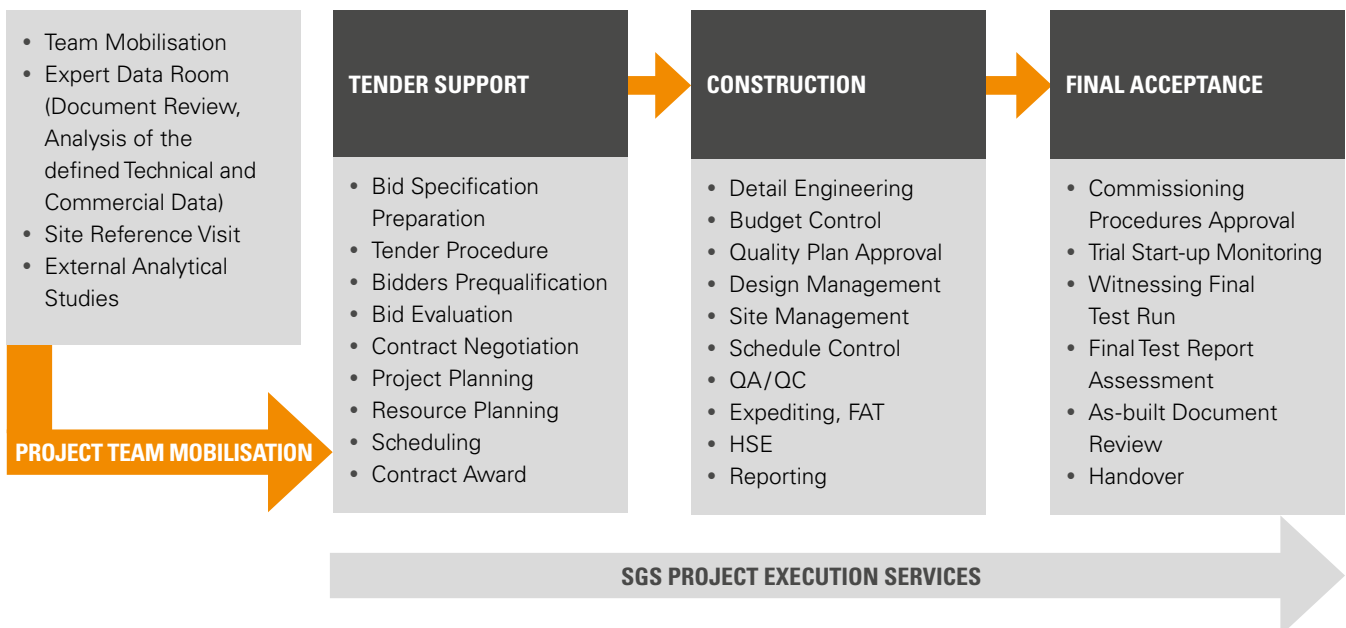 • Team Mobilisation
• Expert Data Room
(Document Review,
Analysis of the
defined Technical and
Commercial Data)
• Site Reference Visit
• External Analytical
Studies
PROJECT TEAM MOBILISATION
TENDER SUPPORT
• Bid Specification
Preparation
• Tender Procedure
• Bidders Prequalification
• Bid Evaluation
• Contract Negotiation
• Project Planning
• Resource Planning
• Scheduling
• Contract Award
CONSTRUCTION
• Detail Engineering
• Budget Control
• Quality Plan Approval
• Design Management
• Site Management
• Schedule Control
• QA/QC
• Expediting, FAT
• HSE
• Reporting
FINAL ACCEPTANCE
• Commissioning
Procedures Approval
• Trial Start-up Monitoring
• Witnessing Final
Test Run
• Final Test Report
Assessment
• As-built Document
Review
• Handover
SGS PROJECT EXECUTION SERVICES